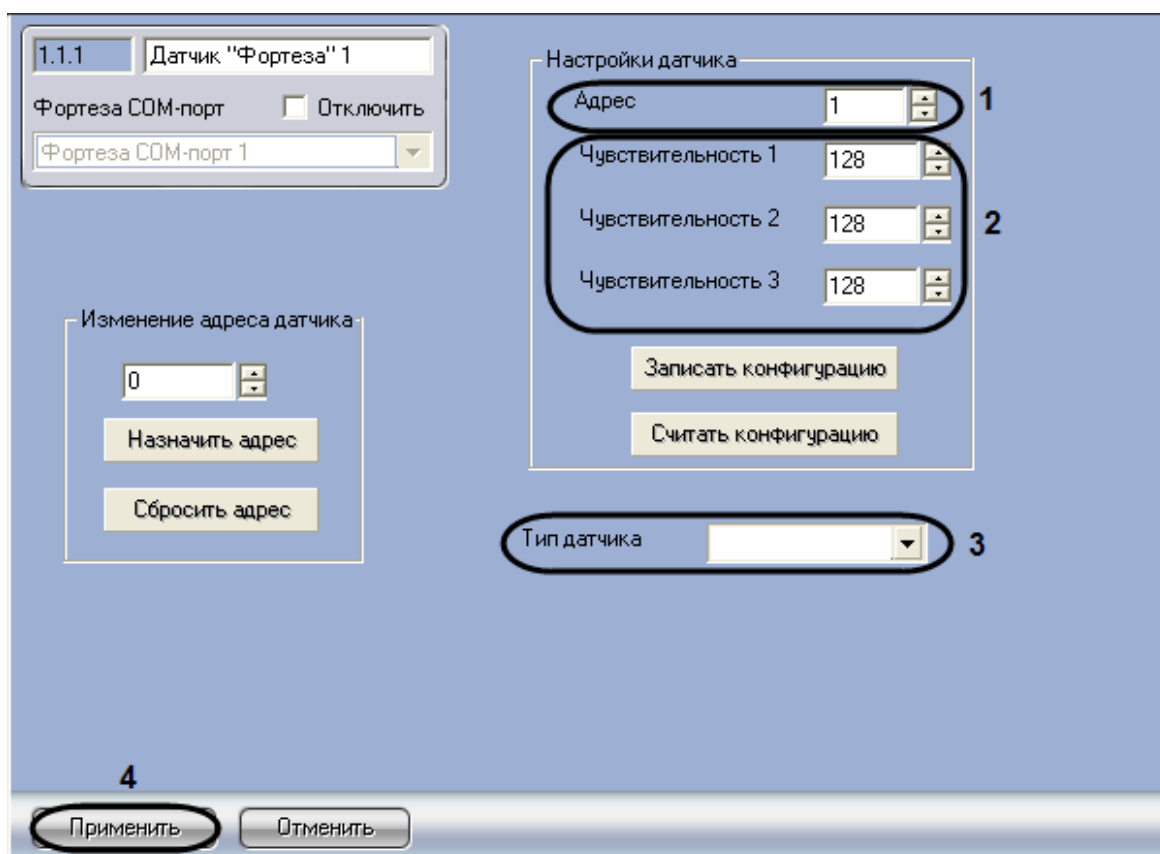 1.1.1 Датчик "Фортеза" 1
Фортеза COM-порт Отключить
Фортеза COM-порт 1
Настройки датчика
Адрес 1 1
Чувствительность 1 128
Чувствительность 2 128 2
Чувствительность 3 128
Записать конфигурацию
Считать конфигурацию
Изменение адреса датчика
0
Назначить адрес
Сбросить адрес
Тип датчика 3
4
Применить Отменить